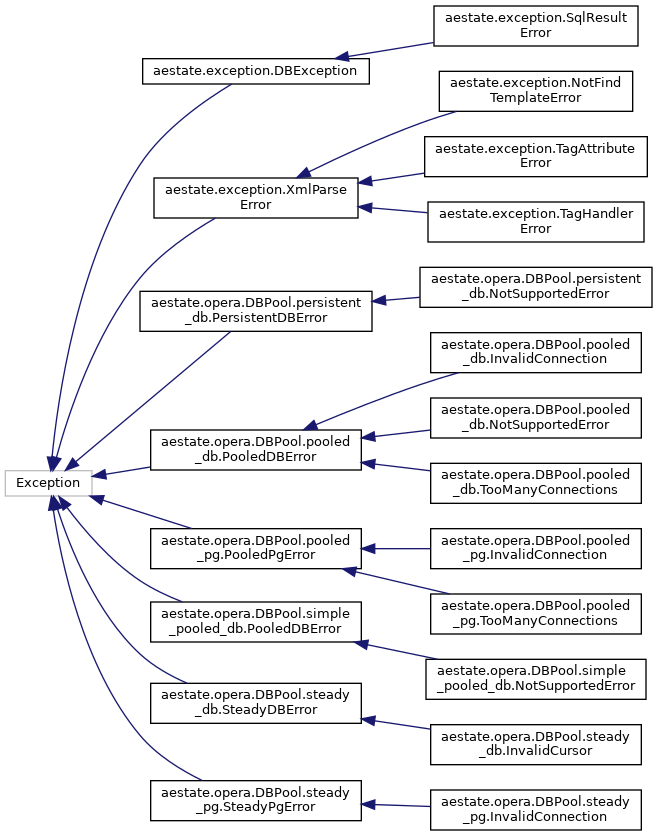 aestate.exception.SqlResult
Error
aestate.exception.DBException
aestate.exception.NotFind
TemplateError
aestate.exception.TagAttribute
Error
aestate.exception.XmlParse
Error
aestate.exception.TagHandler
Error
aestate.opera.DBPool.persistent
_db.NotSupportedError
aestate.opera.DBPool.persistent
_db.PersistentDBError
aestate.opera.DBPool.pooled
_db.InvalidConnection
aestate.opera.DBPool.pooled
_db.NotSupportedError
aestate.opera.DBPool.pooled
_db.PooledDBError
aestate.opera.DBPool.pooled
_db.TooManyConnections
Exception
aestate.opera.DBPool.pooled
_pg.PooledPgError
aestate.opera.DBPool.pooled
_pg.InvalidConnection
aestate.opera.DBPool.pooled
_pg.TooManyConnections
aestate.opera.DBPool.simple
_pooled_db.PooledDBError
aestate.opera.DBPool.simple
_pooled_db.NotSupportedError
aestate.opera.DBPool.steady
_db.SteadyDBError
aestate.opera.DBPool.steady
_db.InvalidCursor
aestate.opera.DBPool.steady
_pg.SteadyPgError
aestate.opera.DBPool.steady
_pg.InvalidConnection